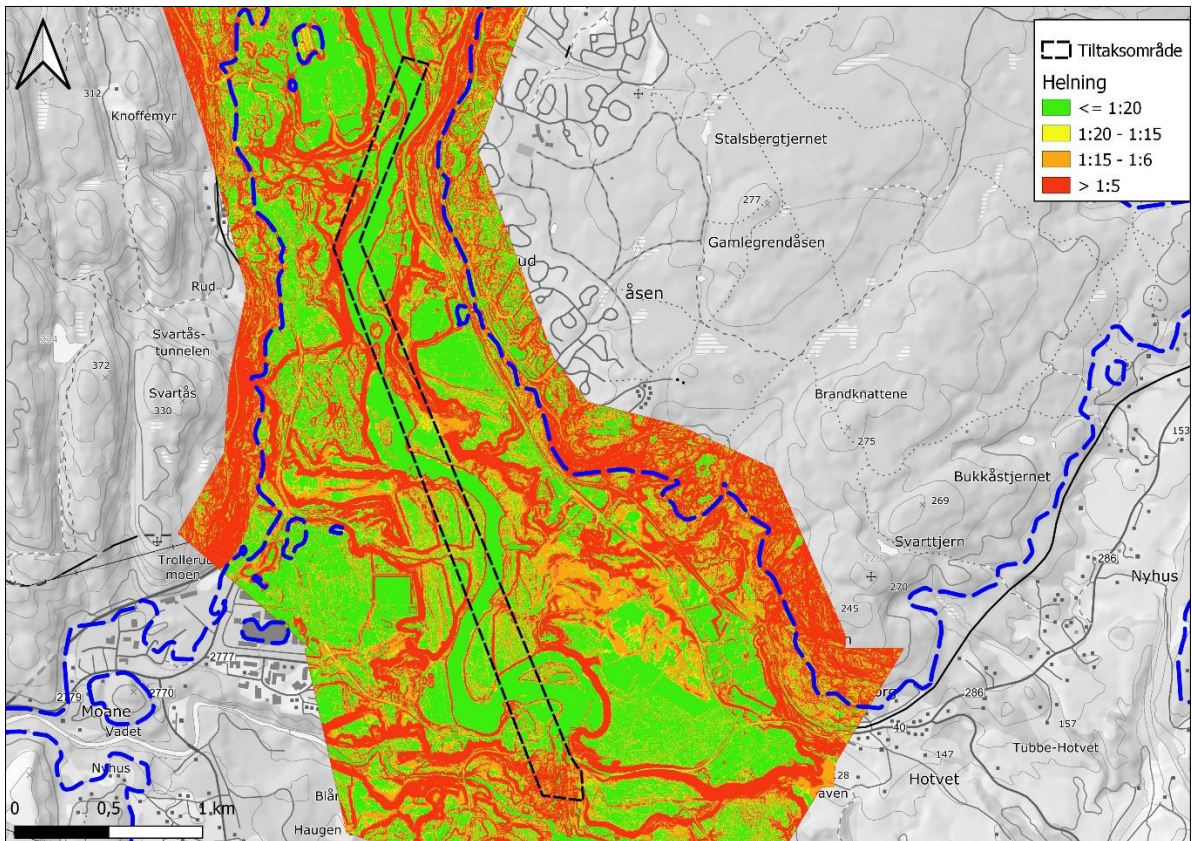 Tiltaksområde
Helning
<= 1:20
1:20 - 1:15
1:15 - 1:6
> 1:5
312
Knoffemyr
Stalsbergtjernet
277
Gamlegrendåsen
ud
åsen
Rud
Svartås-
tunnelen
372
Svartås
330
Brandknattene
275
153
Bukkåstjernet
269
Svarttjern
286
270
Nyhus
Trollerud
moen
245
2777
2779
2770
Moane
Vadet
286
40
157
147
Tubbe-Hotvet
Nyhus
Hotvet
128
aven
0
0,5
1 km
Haugen